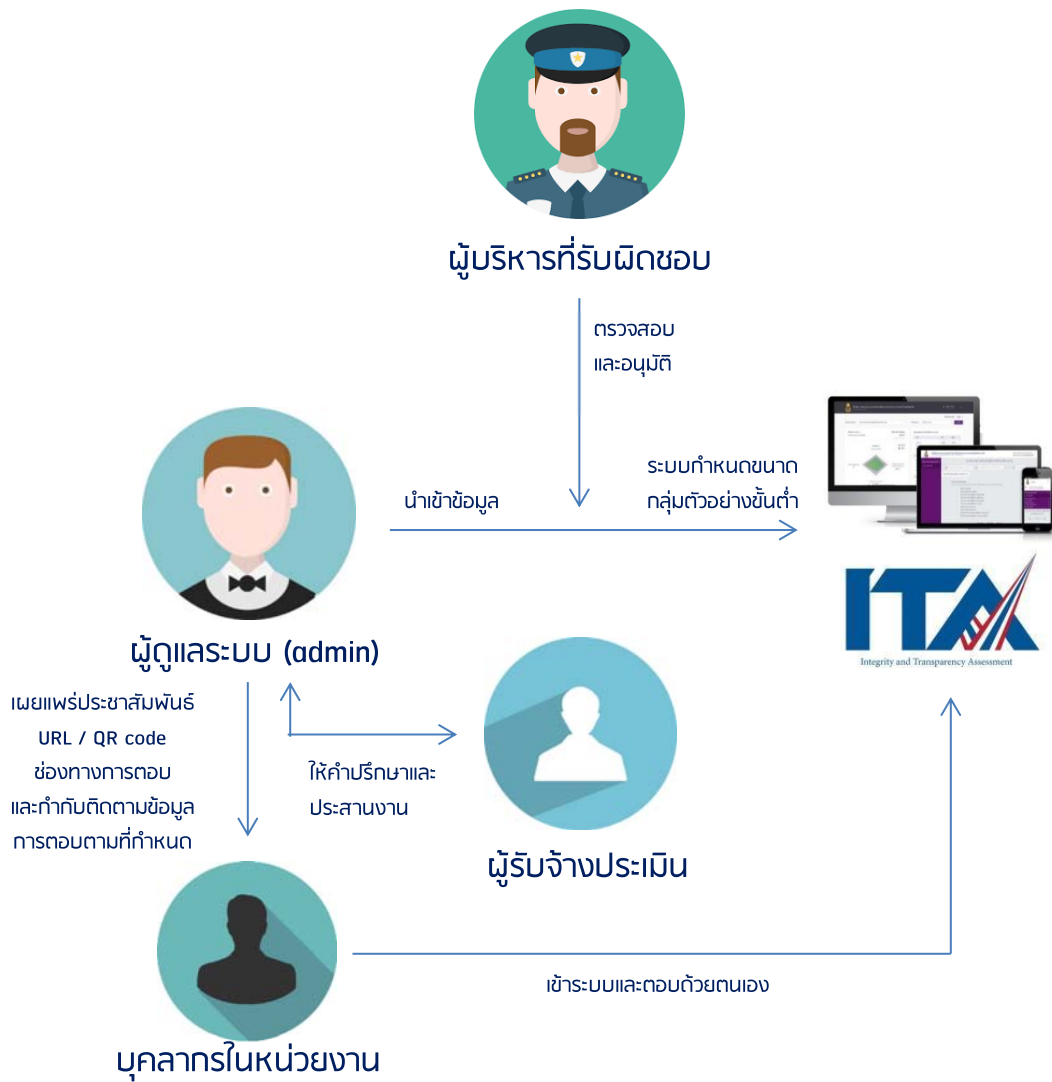 ผู้บริหารที่รับผิดชอบ
ตรวจสอบ
และอนุมัติ
นำเข้าข้อมูล
ระบบกำหนดขนาด
กลุ่มตัวอย่างขั้นต่ำ
ITA
Integrity and Transparency Assessment
ผู้ดูแลระบบ (admin)
เผยแพร่ประชาสัมพันธ์
URL / QR code
ช่องทางการตอบ
และกำกับติดตามข้อมูล
การตอบตามที่กำหนด
ให้คำปรึกษาและ
ประสานงาน
ผู้รับจ้างประเมิน
เข้าระบบและตอบด้วยตนเอง
บุคลากรในหน่วยงาน